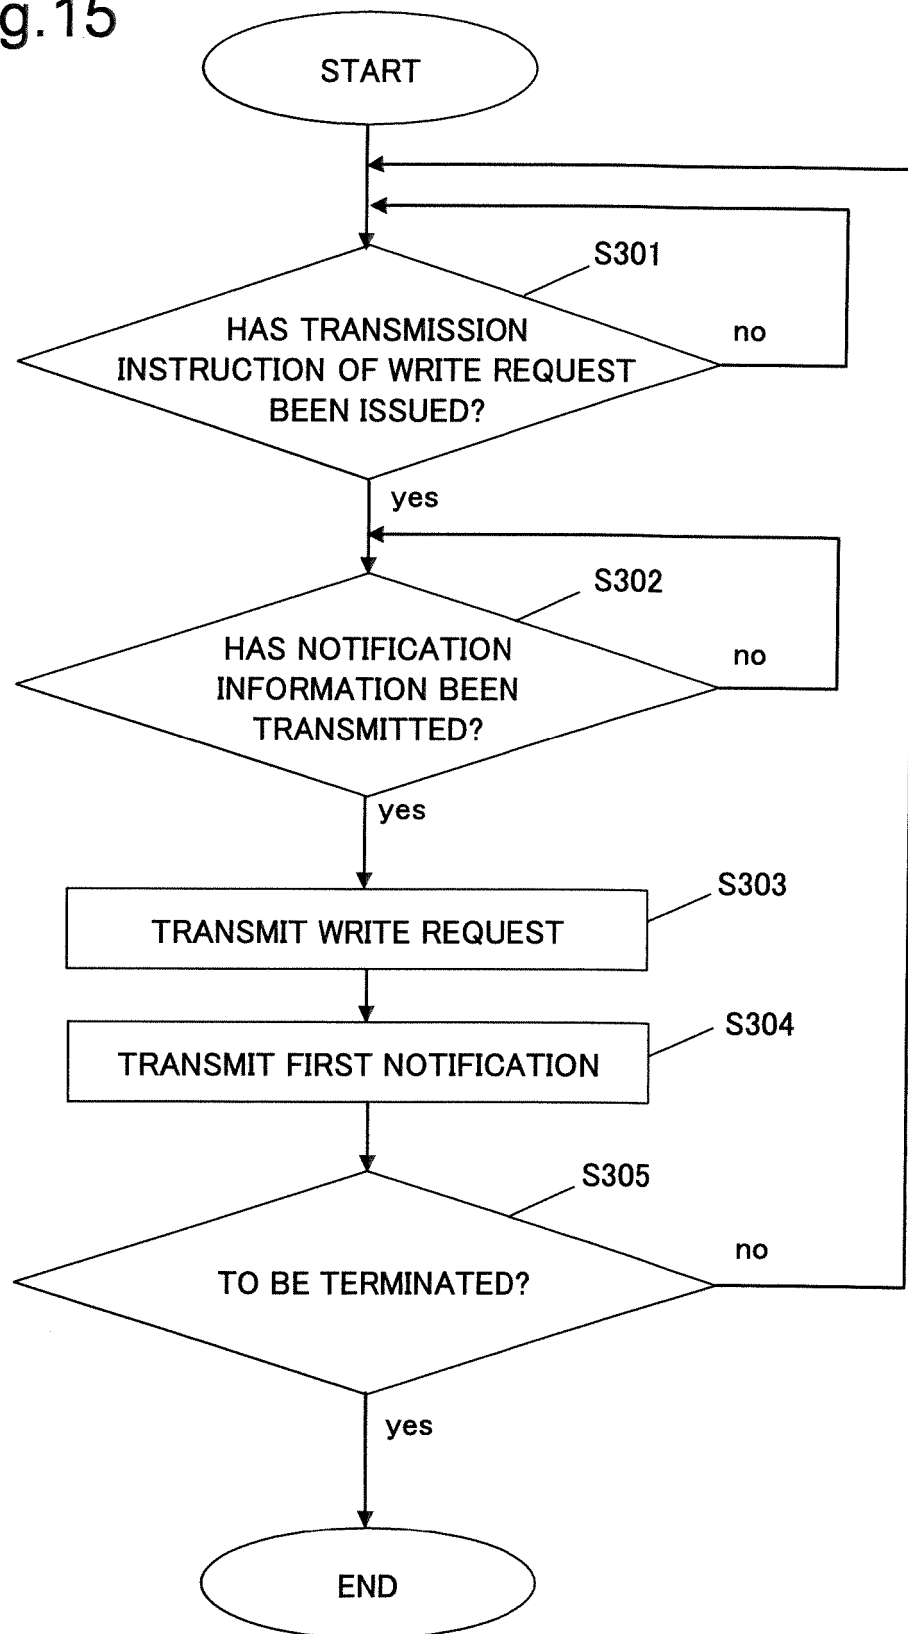 g.15
START
S301
HAS TRANSMISSION
INSTRUCTION OF WRITE REQUEST
BEEN ISSUED?
no
yes
S302
HAS NOTIFICATION
INFORMATION BEEN
TRANSMITTED?
no
yes
S303
TRANSMIT WRITE REQUEST
S304
TRANSMIT FIRST NOTIFICATION
S305
TO BE TERMINATED?
no
yes
END